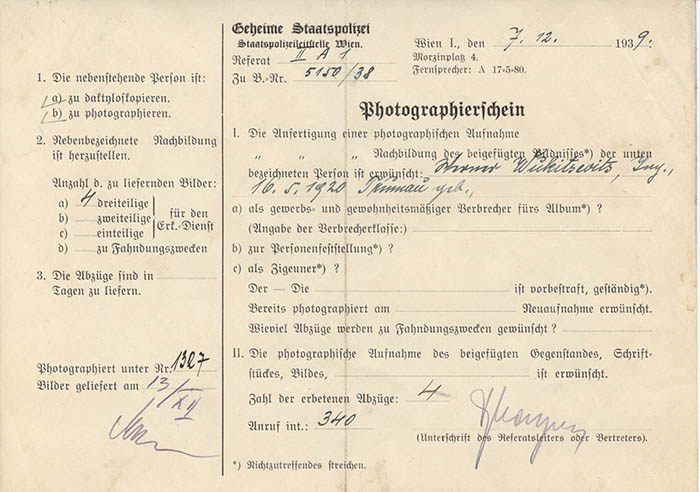 Geheime Staatspolizei
Staatspolizeileitstelle Wien.
Referat II A 1
Zu B.-Nr. 5150/38
Wien I., den 7. 12. 1939.
Morzinplatz 4.
Fernsprecher: A 17-5-80.
1. Die nebenstehende Person ist:
a) zu daktyloskopieren.
b) zu photographieren.
2. Nebenbezeichnete Nachbildung
ist herzustellen.
Anzahl d. zu liefernden Bilder:
a) 4 dreiteilige
b) zweiteilige
c) einteilige
für den
Erk.-Dienst
d) zu Fahndungszwecken
3. Die Abzüge sind in
Tagen zu liefern.
Photographiert unter Nr. 1327
Bilder geliefert am 13/XII
Photographierschein
I. Die Anfertigung einer photographischen Aufnahme
" " " Nachbildung des beigefügten Bildnisses*) der unten
bezeichneten Person ist erwünscht:
16. 5. 1920 geb.,
a) als gewerbs- und gewohnheitsmäßiger Verbrecher fürs Album*) ?
(Angabe der Verbrecherklasse:)
b) zur Personenfeststellung*) ?
c) als Zigeuner*) ?
Der — Die ist vorbestraft, geständig*).
Bereits photographiert am Neuaufnahme erwünscht.
Wieviel Abzüge werden zu Fahndungszwecken gewünscht ?
II. Die photographische Aufnahme des beigefügten Gegenstandes, Schrift-
stückes, Bildes, ist erwünscht.
Zahl der erbetenen Abzüge: 4
Anruf int.: 340
(Unterschrift des Referatsleiters oder Vertreters).
*) Nichtzutreffendes streichen.